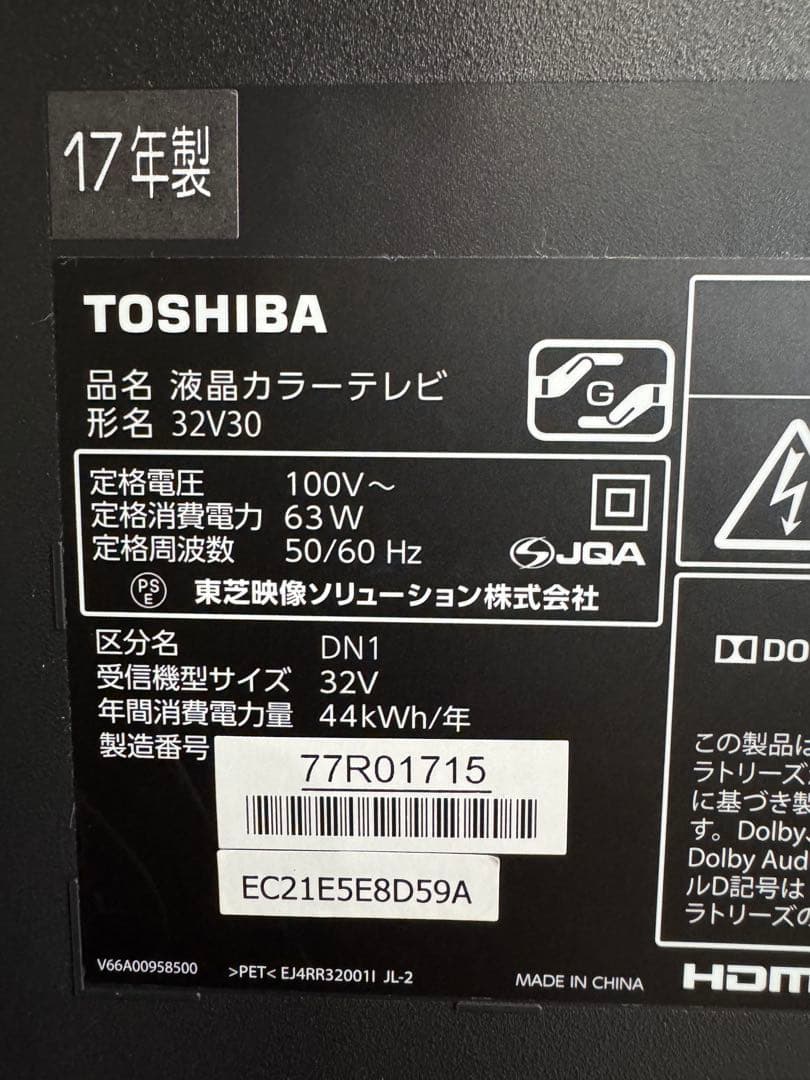 17年製
TOSHIBA
品名 液晶カラーテレビ
形名 32V30
G
定格電圧 100V～
定格消費電力 63W
定格周波数 50/60 Hz
JQA
PS
E
東芝映像ソリューション株式会社
区分名 DN1
受信機型サイズ 32V
年間消費電力量 44kWh/年
製造番号 77R01715
EC21E5E8D59A
V66A00958500 >PET< EJ4RR32001I JL-2 MADE IN CHINA
DO
この製品は
ラトリーズ
に基づき製
す。Dolby
Dolby Aud
ルD記号は
ラトリーズの
HDM